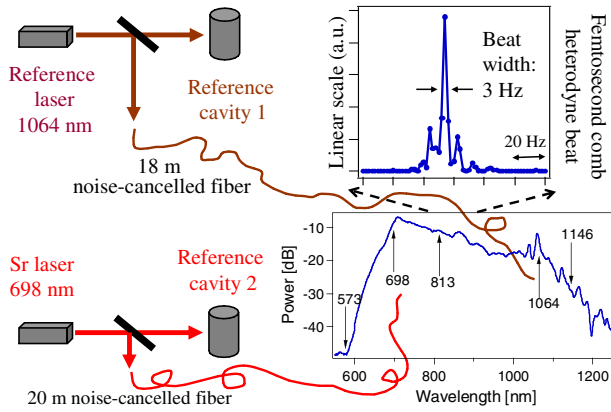 Reference
laser
1064 nm
Reference
cavity 1
18 m
noise-cancelled fiber
Sr laser
698 nm
Reference
cavity 2
20 m noise-cancelled fiber
Linear scale (a.u.)
Beat
width:
3 Hz
20 Hz
Femtosecond comb
heterodyne beat
Power [dB]
-10
-20
-30
-40
573
698
813
1064
1146
600
800
1000
1200
Wavelength [nm]